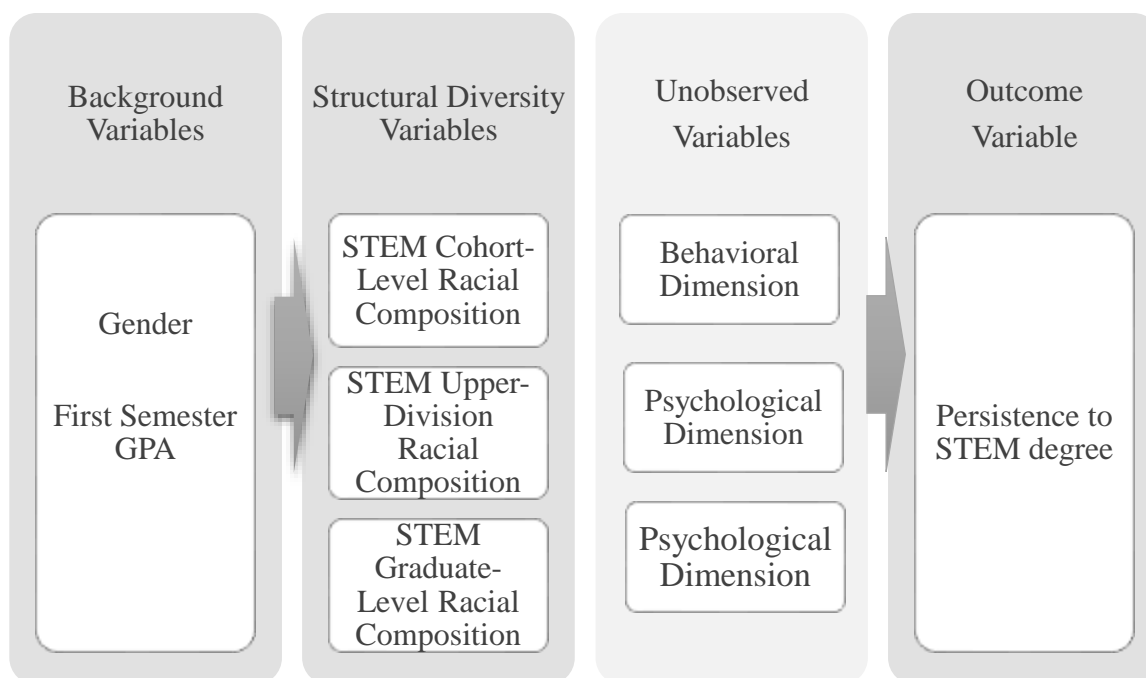 Background
Variables
Gender
First Semester
GPA
Structural Diversity
Variables
STEM Cohort-
Level Racial
Composition
STEM Upper-
Division
Racial
Composition
STEM
Graduate-
Level Racial
Composition
Unobserved
Variables
Behavioral
Dimension
Psychological
Dimension
Psychological
Dimension
Outcome
Variable
Persistence to
STEM degree